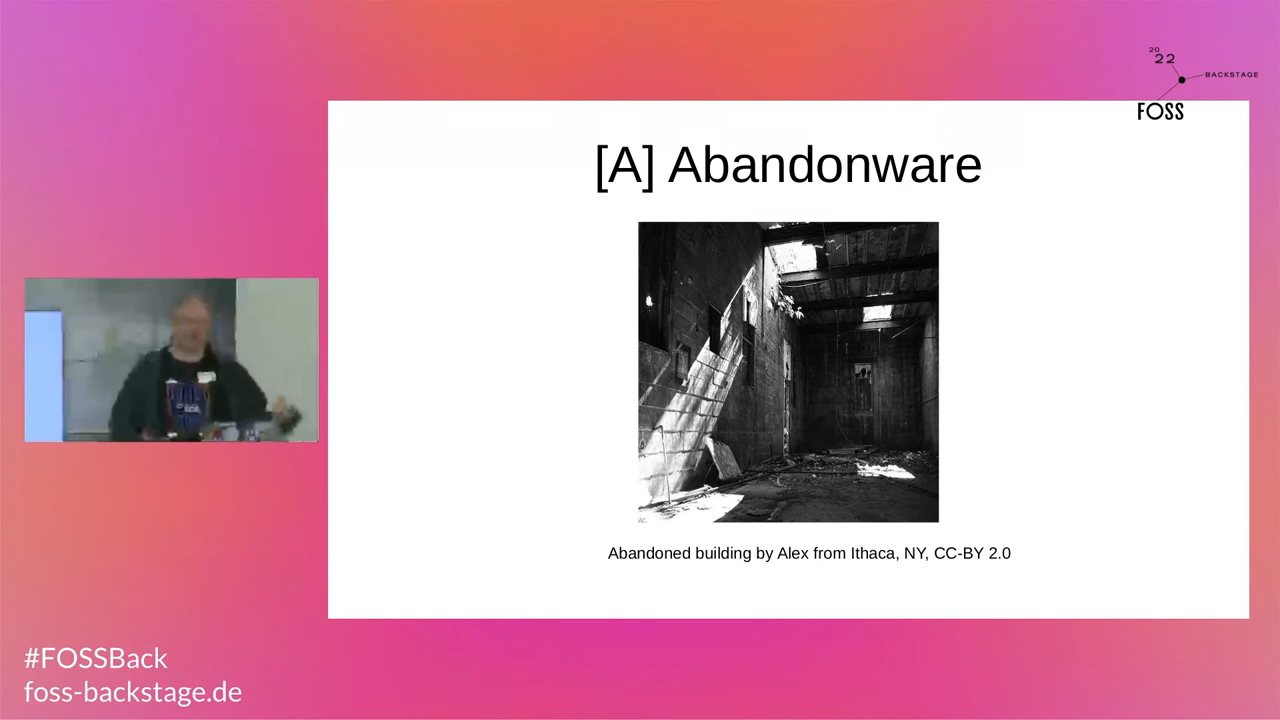 20
22
BACKSTAGE
FOSS
[A] Abandonware
Abandoned building by Alex from Ithaca, NY, CC-BY 2.0
#FOSSBack
foss-backstage.de